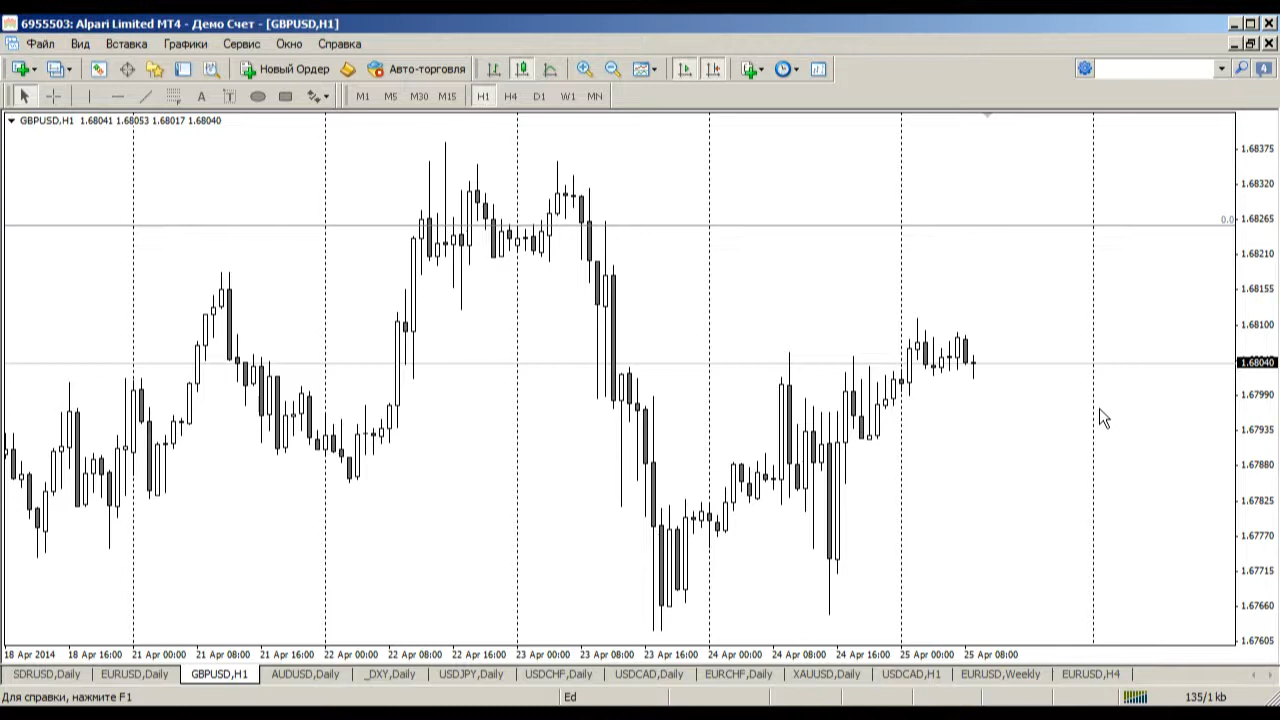 6955503: Alpari Limited MT4 - Демо Счет - [GBPUSD,H1]
Файл Вид Вставка Графики Сервис Окно Справка
Новый Ордер Авто-торговля
A T M1 M5 M30 M15 H1 H4 D1 W1 MN
GBPUSD,H1 1.68041 1.68053 1.68017 1.68040
1.68375
1.68320
0.0 1.68265
1.68210
1.68155
1.68100
1.68040
1.67990
1.67935
1.67880
1.67825
1.67770
1.67715
1.67660
1.67605
18 Apr 2014 18 Apr 16:00 21 Apr 00:00 21 Apr 08:00 21 Apr 16:00 22 Apr 00:00 22 Apr 08:00 22 Apr 16:00 23 Apr 00:00 23 Apr 08:00 23 Apr 16:00 24 Apr 00:00 24 Apr 08:00 24 Apr 16:00 25 Apr 00:00 25 Apr 08:00
SDRUSD,Daily EURUSD,Daily GBPUSD,H1 AUDUSD,Daily _DXY,Daily USDJPY,Daily USDCHF,Daily USDCAD,Daily EURCHF,Daily XAUUSD,Daily USDCAD,H1 EURUSD,Weekly EURUSD,H4
Для справки, нажмите F1 Ed 135/1 kb